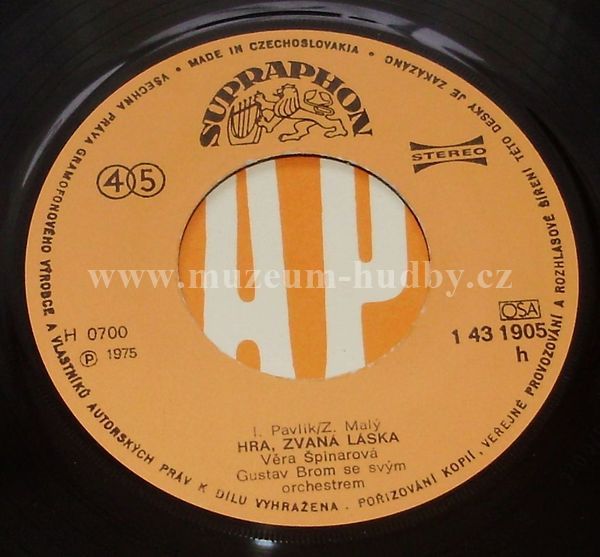 VŠECHNA PRÁVA GRAMOFONOVÉHO VÝROBCE A VLASTNÍKŮ AUTORSKÝCH PRÁV K DÍLU VYHRAŽENA. POŘIZOVÁNÍ KOPIÍ, VEŘEJNÉ PROVOZOVÁNÍ A ROZHLASOVÉ ŠÍŘENÍ TÉTO DESKY JE ZAKÁZÁNO
• MADE IN CZECHOSLOVAKIA •
SUPRAPHON
45
STEREO
AP
www.muzeum-hudby.cz
OSA
H 0700
1 43 1905
℗ 1975
h
I. Pavlík/Z. Malý
HRA, ZVANÁ LÁSKA
Věra Špinarová
Gustav Brom se svým
orchestrem